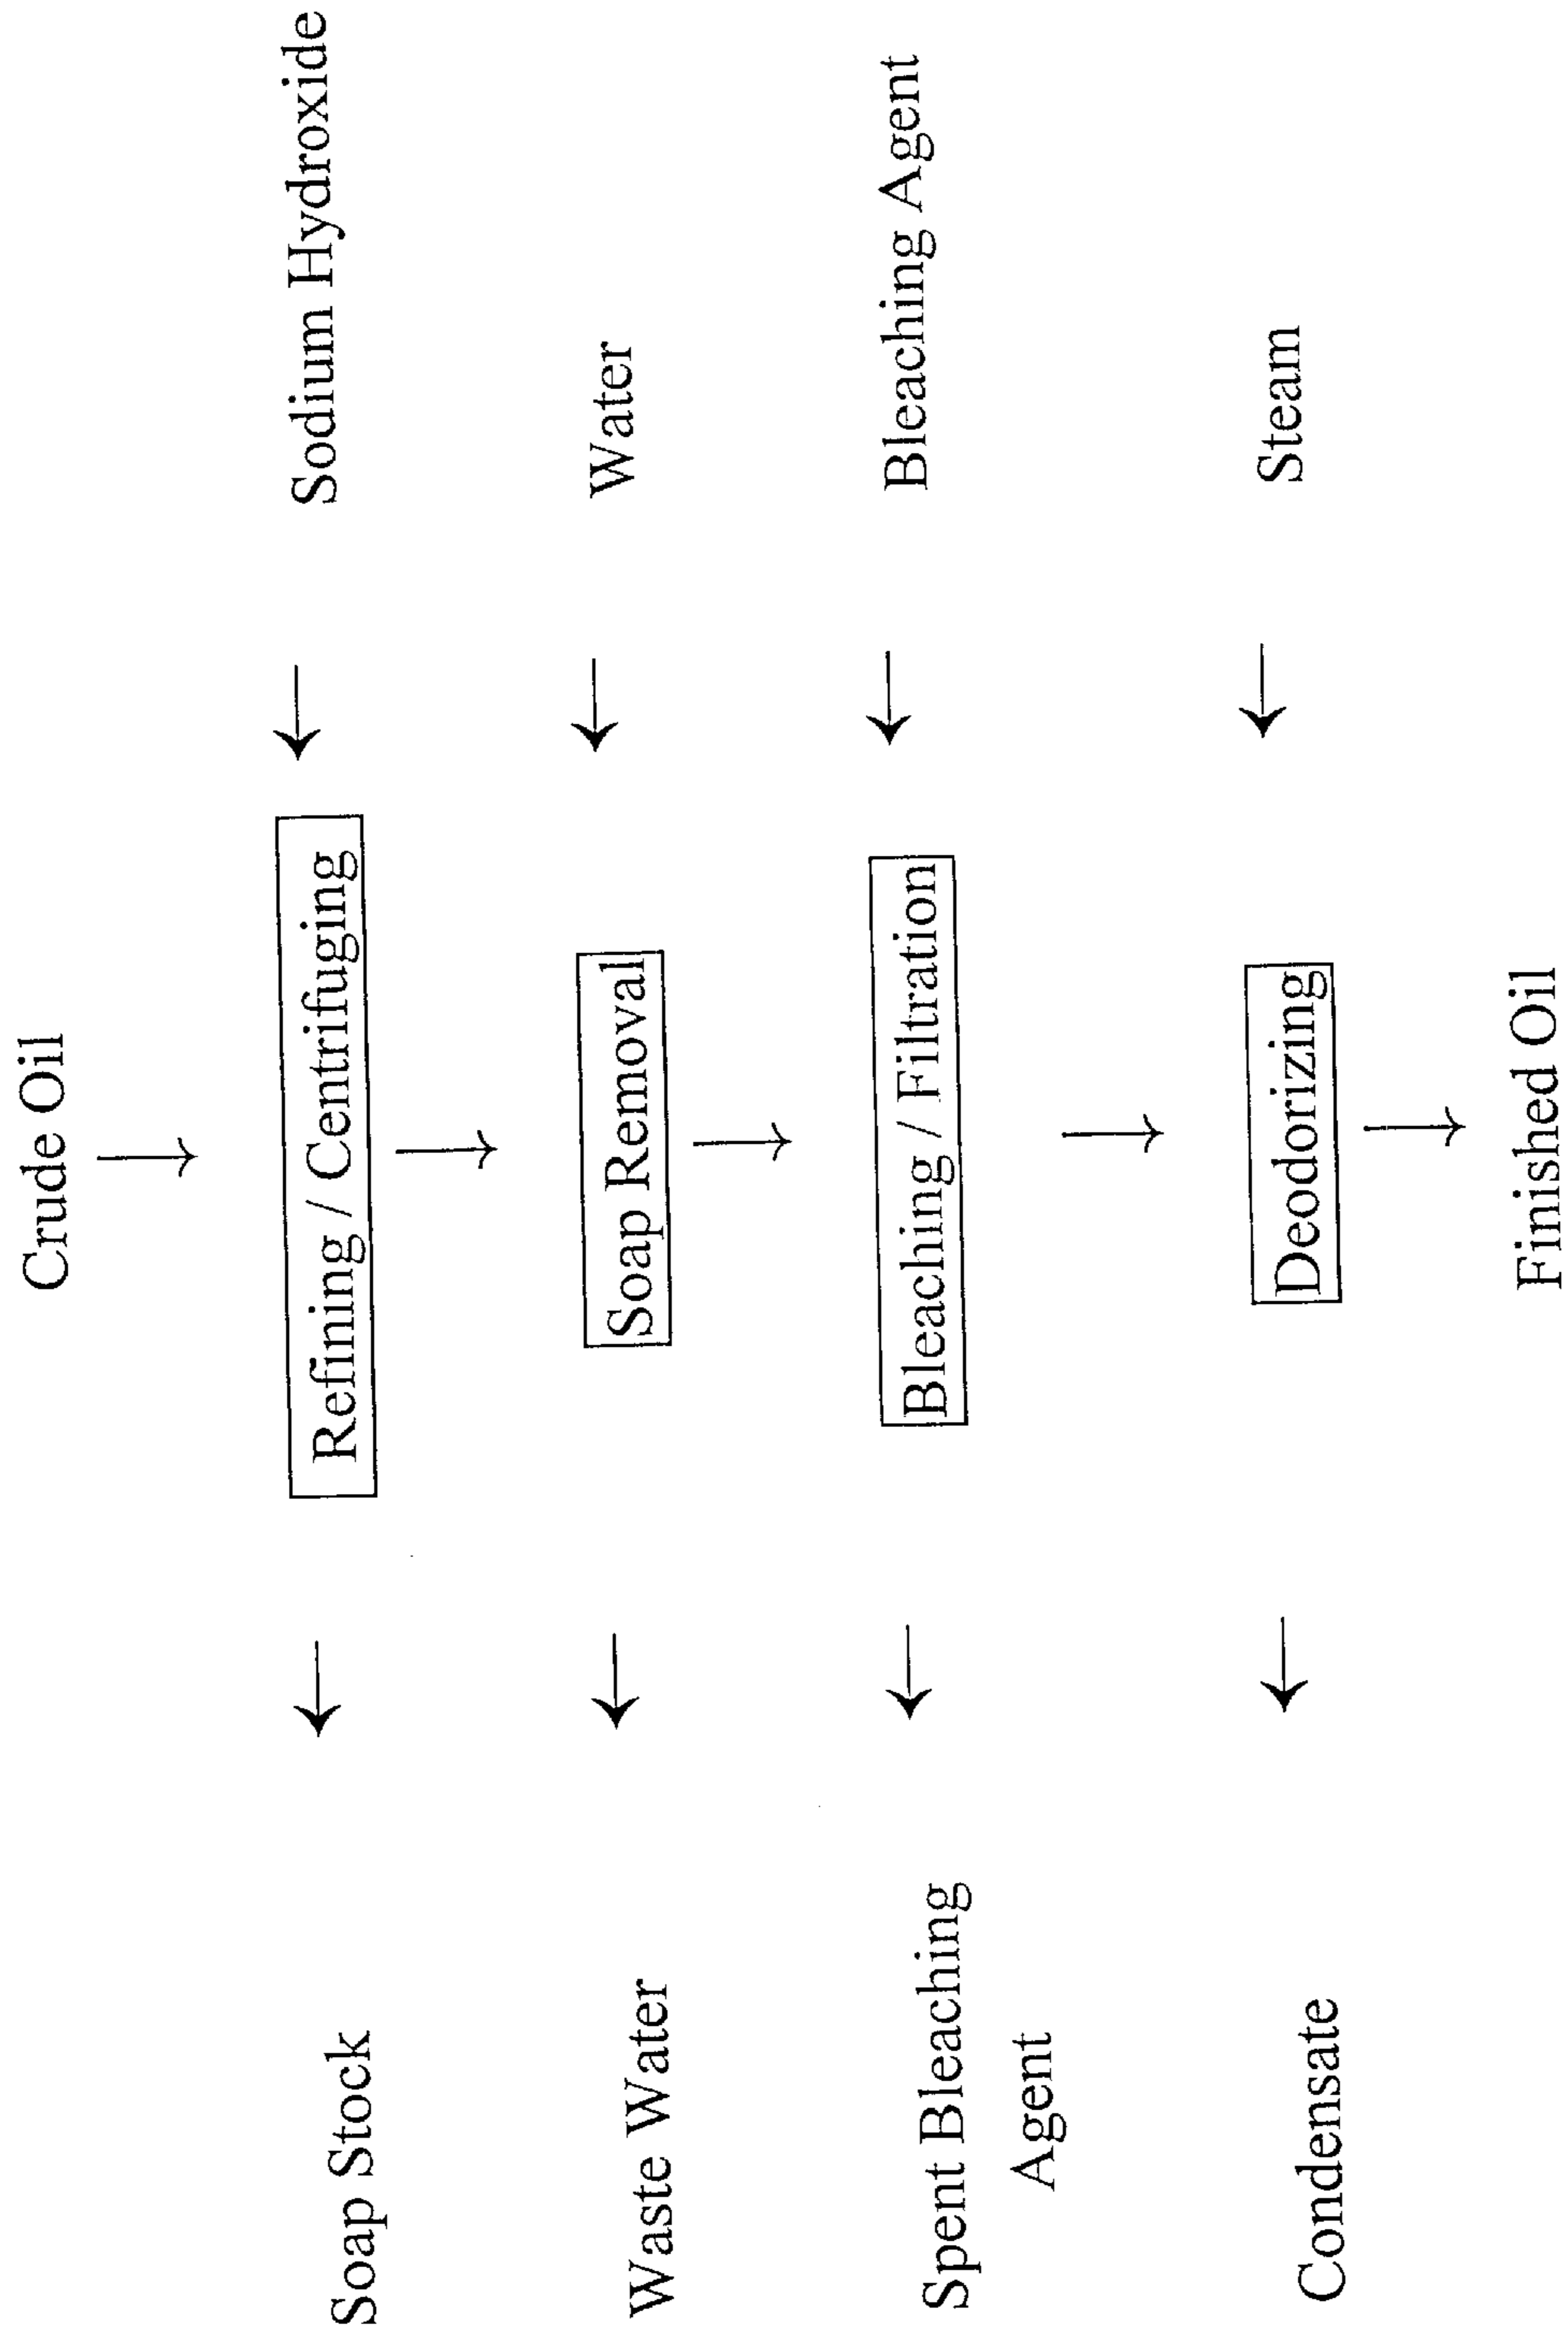 Crude Oil
Soap Stock
Refining / Centrifuging
Sodium Hydroxide
Waste Water
Soap Removal
Water
Spent Bleaching
Agent
Bleaching / Filtration
Bleaching Agent
Condensate
Deodorizing
Steam
Finished Oil